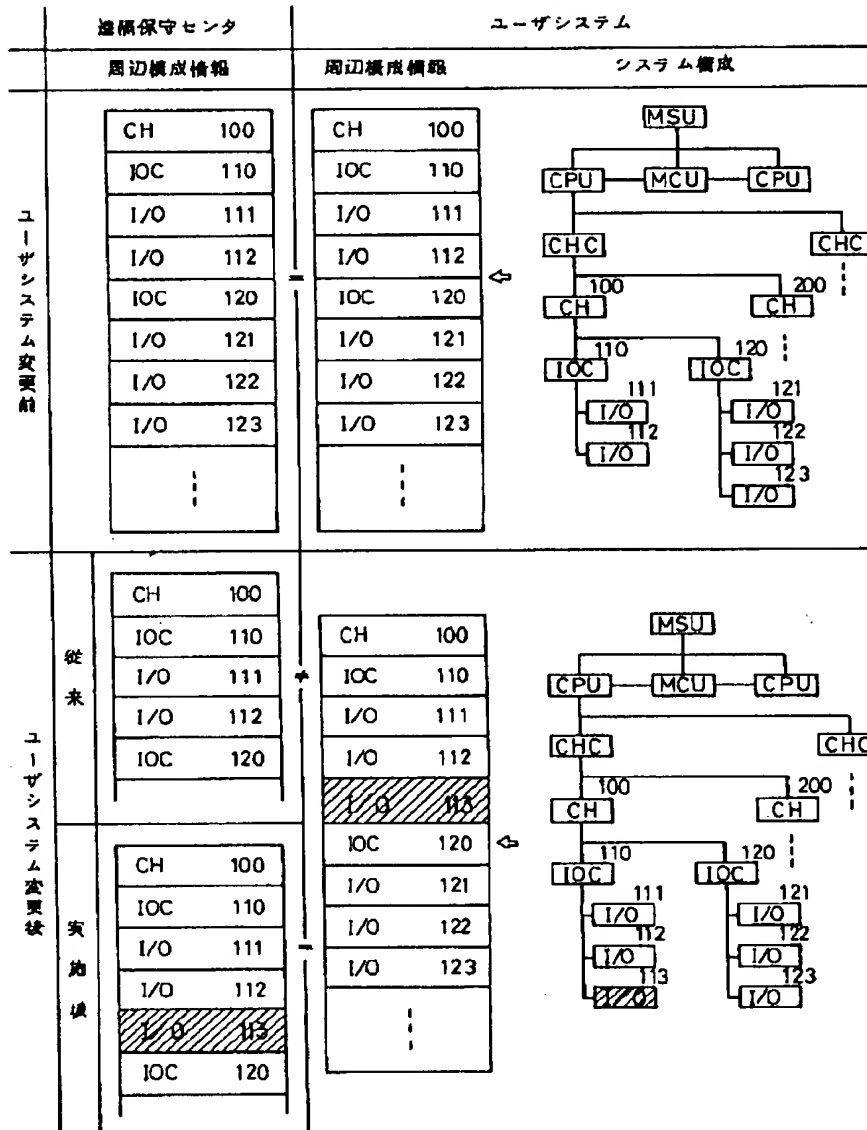 遠隔保守センタ ユーザシステム
周辺構成情報 周辺構成情報 システム構成
ユーザシステム変更前
CH 100
IOC 110
I/O 111
I/O 112
IOC 120
I/O 121
I/O 122
I/O 123
=
CH 100
IOC 110
I/O 111
I/O 112
IOC 120
I/O 121
I/O 122
I/O 123
⇦
MSU
CPU MCU CPU
CHC CHC
100 200
CH CH
110 120
IOC IOC
111 121
I/O I/O
112 122
I/O I/O
123
I/O
ユーザシステム変更後
従来
CH 100
IOC 110
I/O 111
I/O 112
IOC 120
≠
実施後
CH 100
IOC 110
I/O 111
I/O 112
I/O 113
IOC 120
=
CH 100
IOC 110
I/O 111
I/O 112
I/O 113
IOC 120
I/O 121
I/O 122
I/O 123
⇦
MSU
CPU MCU CPU
CHC CHC
100 200
CH CH
110 120
IOC IOC
111 121
I/O I/O
112 122
I/O I/O
113 123
I/O I/O